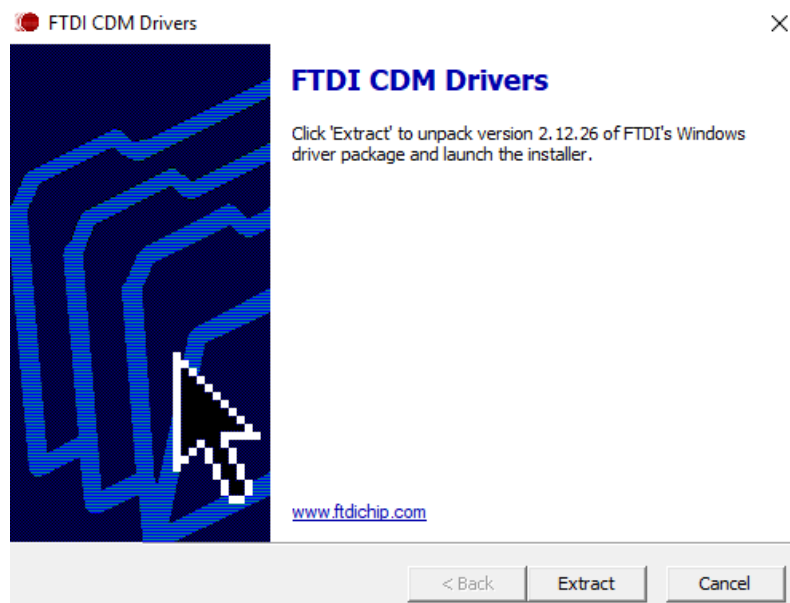 FTDI CDM Drivers
FTDI CDM Drivers
Click 'Extract' to unpack version 2.12.26 of FTDI's Windows
driver package and launch the installer.
www.ftdichip.com
< Back
Extract
Cancel